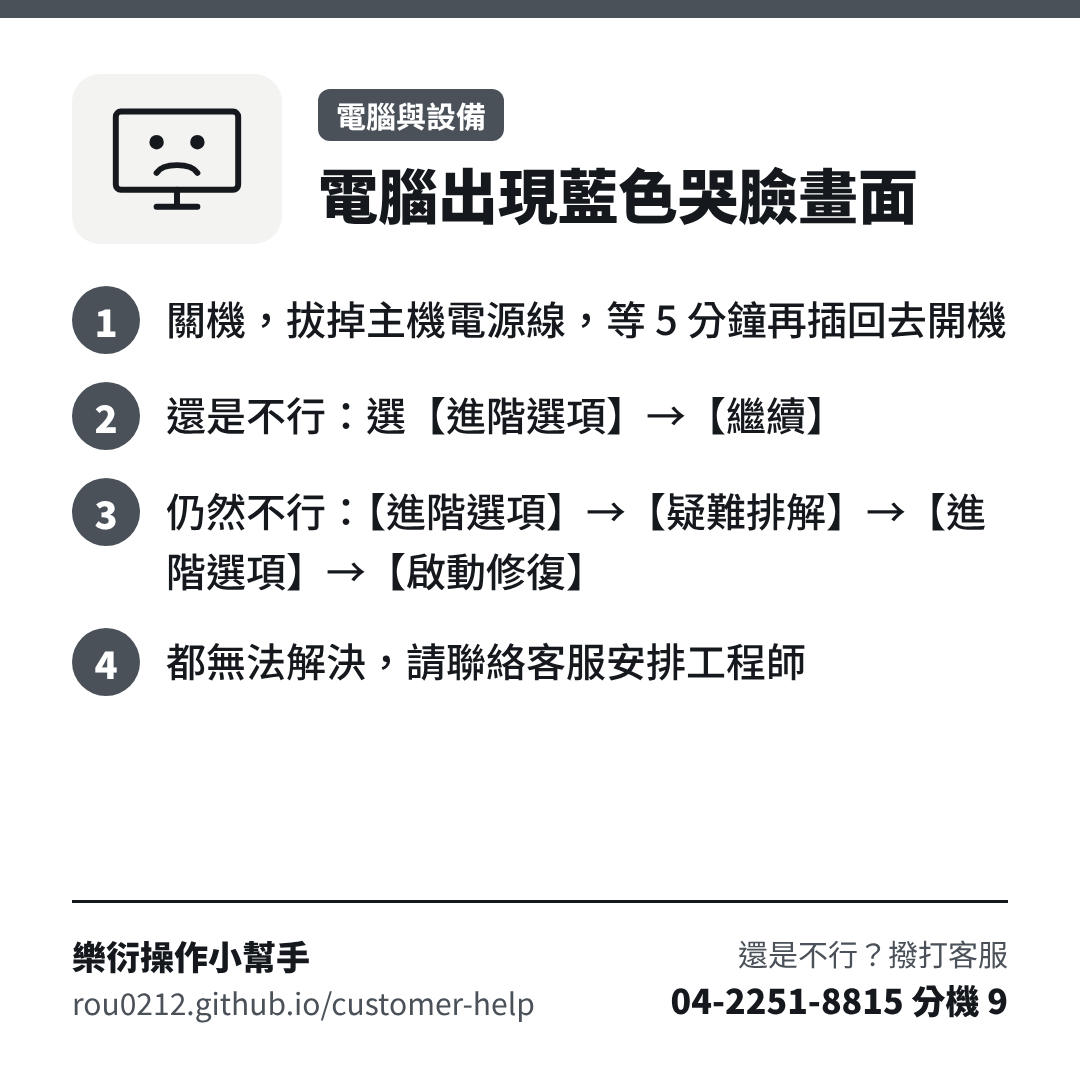 電腦與設備
電腦出現藍色哭臉畫面
1 關機，拔掉主機電源線，等 5 分鐘再插回去開機
2 還是不行：選【進階選項】→【繼續】
3 仍然不行：【進階選項】→【疑難排解】→【進
階選項】→【啟動修復】
4 都無法解決，請聯絡客服安排工程師
樂衍操作小幫手
rou0212.github.io/customer-help
還是不行？撥打客服
04-2251-8815 分機 9